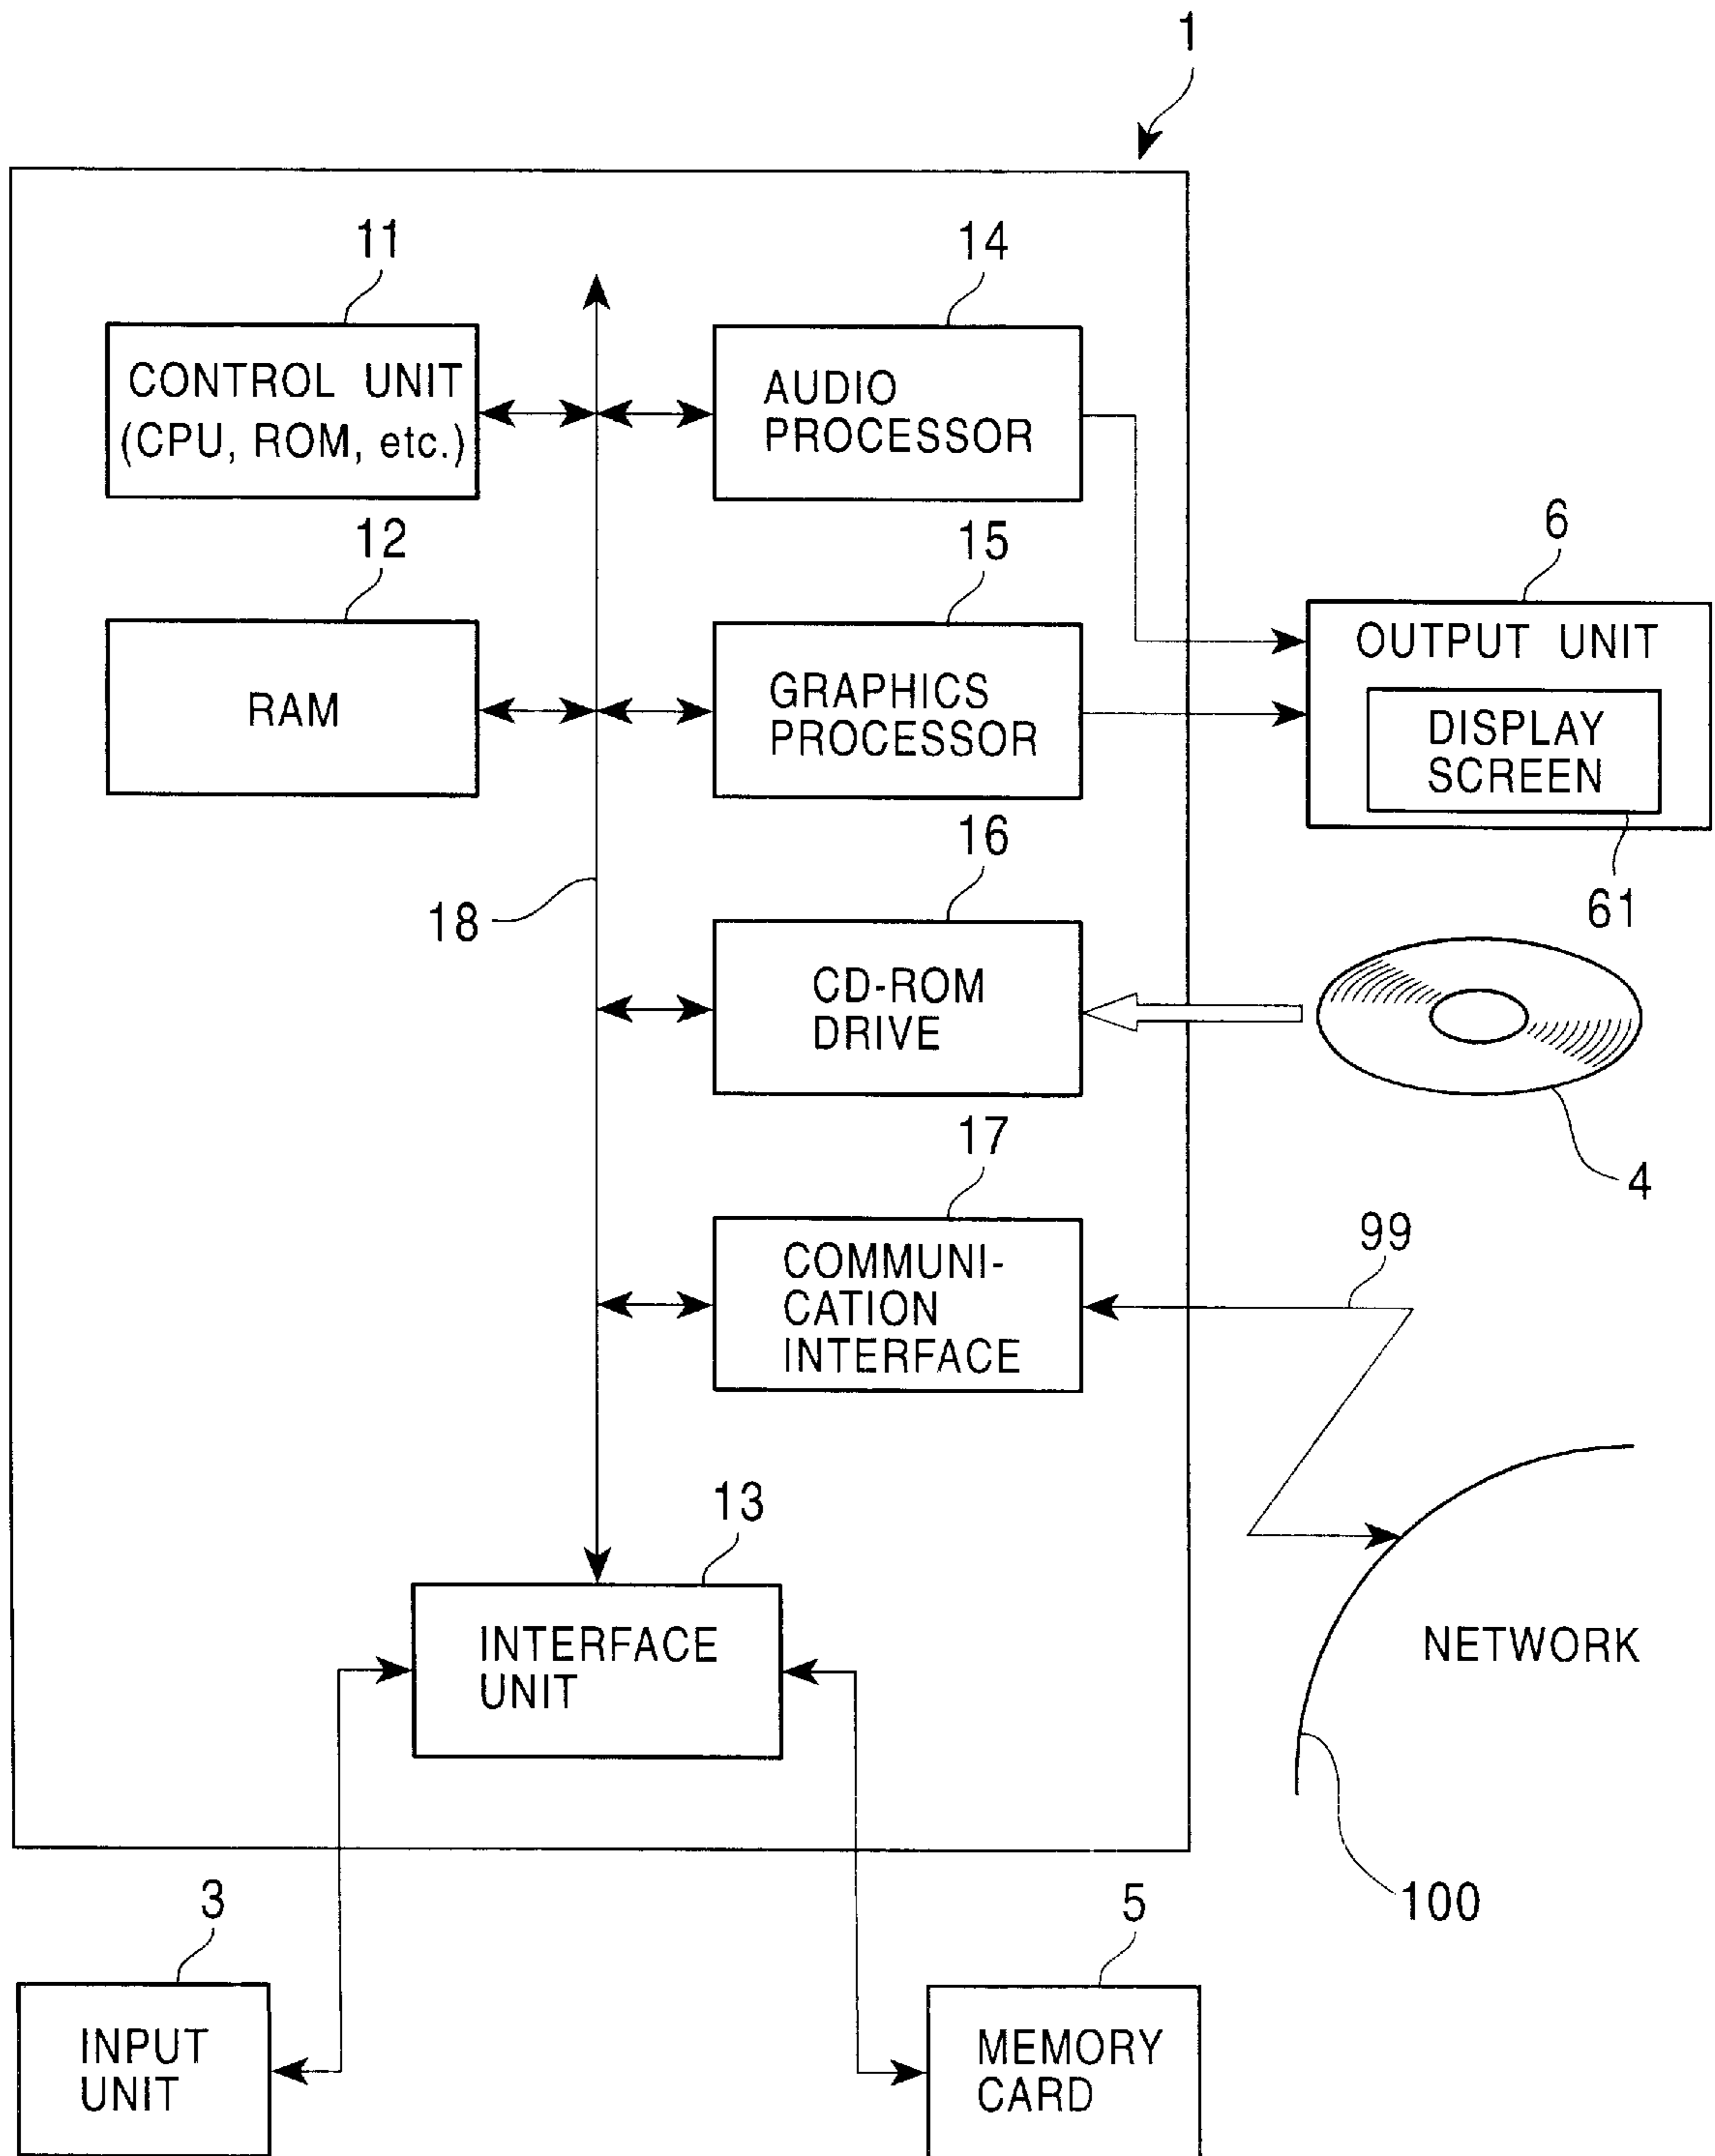 1
11
14
CONTROL UNIT
(CPU, ROM, etc.)
AUDIO
PROCESSOR
12
15
6
RAM
GRAPHICS
PROCESSOR
OUTPUT UNIT
DISPLAY
SCREEN
61
18
16
CD-ROM
DRIVE
4
17
COMMUNI-
CATION
INTERFACE
99
13
INTERFACE
UNIT
NETWORK
100
3
INPUT
UNIT
5
MEMORY
CARD